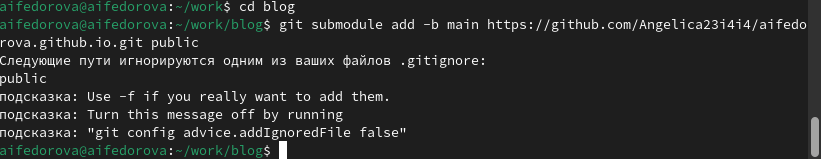 aifedorova@aifedorova:~/work$ cd blog
aifedorova@aifedorova:~/work/blog$ git submodule add -b main https://github.com/Angelica23i4i4/aifedo
rova.github.io.git public
Следующие пути игнорируются одним из ваших файлов .gitignore:
public
подсказка: Use -f if you really want to add them.
подсказка: Turn this message off by running
подсказка: "git config advice.addIgnoredFile false"
aifedorova@aifedorova:~/work/blog$